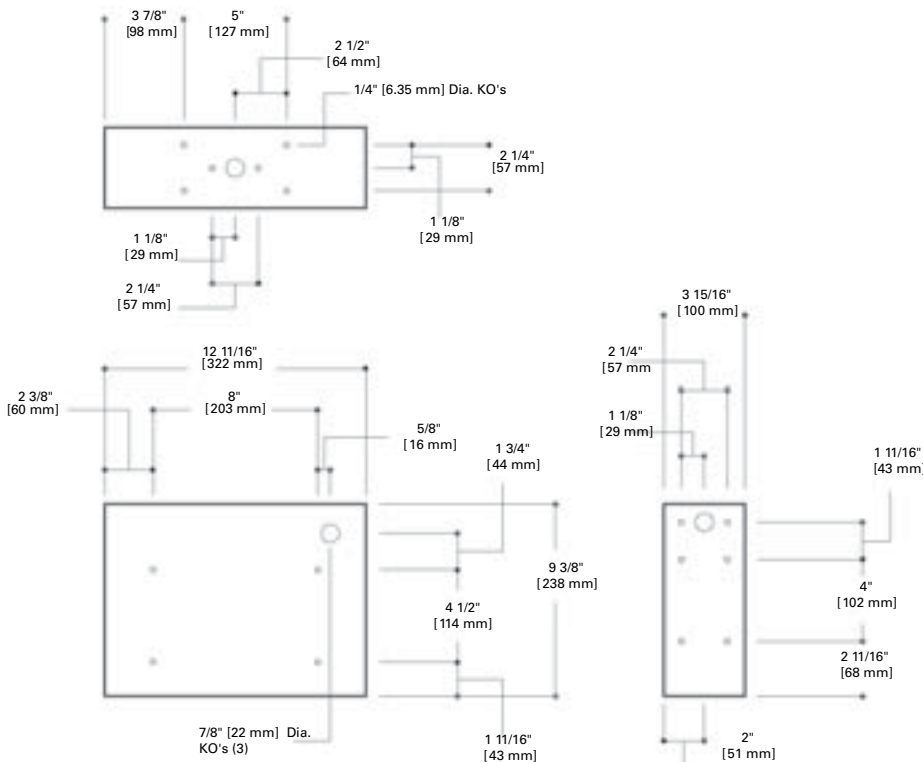 3 7/8"
[98 mm]
5"
[127 mm]
2 1/2"
[64 mm]
1/4" [6.35 mm] Dia. KO's
2 1/4"
[57 mm]
1 1/8"
[29 mm]
1 1/8"
[29 mm]
2 1/4"
[57 mm]
3 15/16"
[100 mm]
2 1/4"
[57 mm
1 1/8"
[29 mm]
1 11/16"
[43 mm]
4"
[102 mm]
2 11/16"
[68 mm]
2"
[51 mm]
12 11/16"
[322 mm]
2 3/8"
[60 mm]
8"
[203 mm]
5/8"
[16 mm]
1 3/4"
[44 mm]
9 3/8"
[238 mm]
4 1/2"
[114 mm]
1 11/16"
[43 mm]
7/8" [22 mm] Dia.
KO's (3)